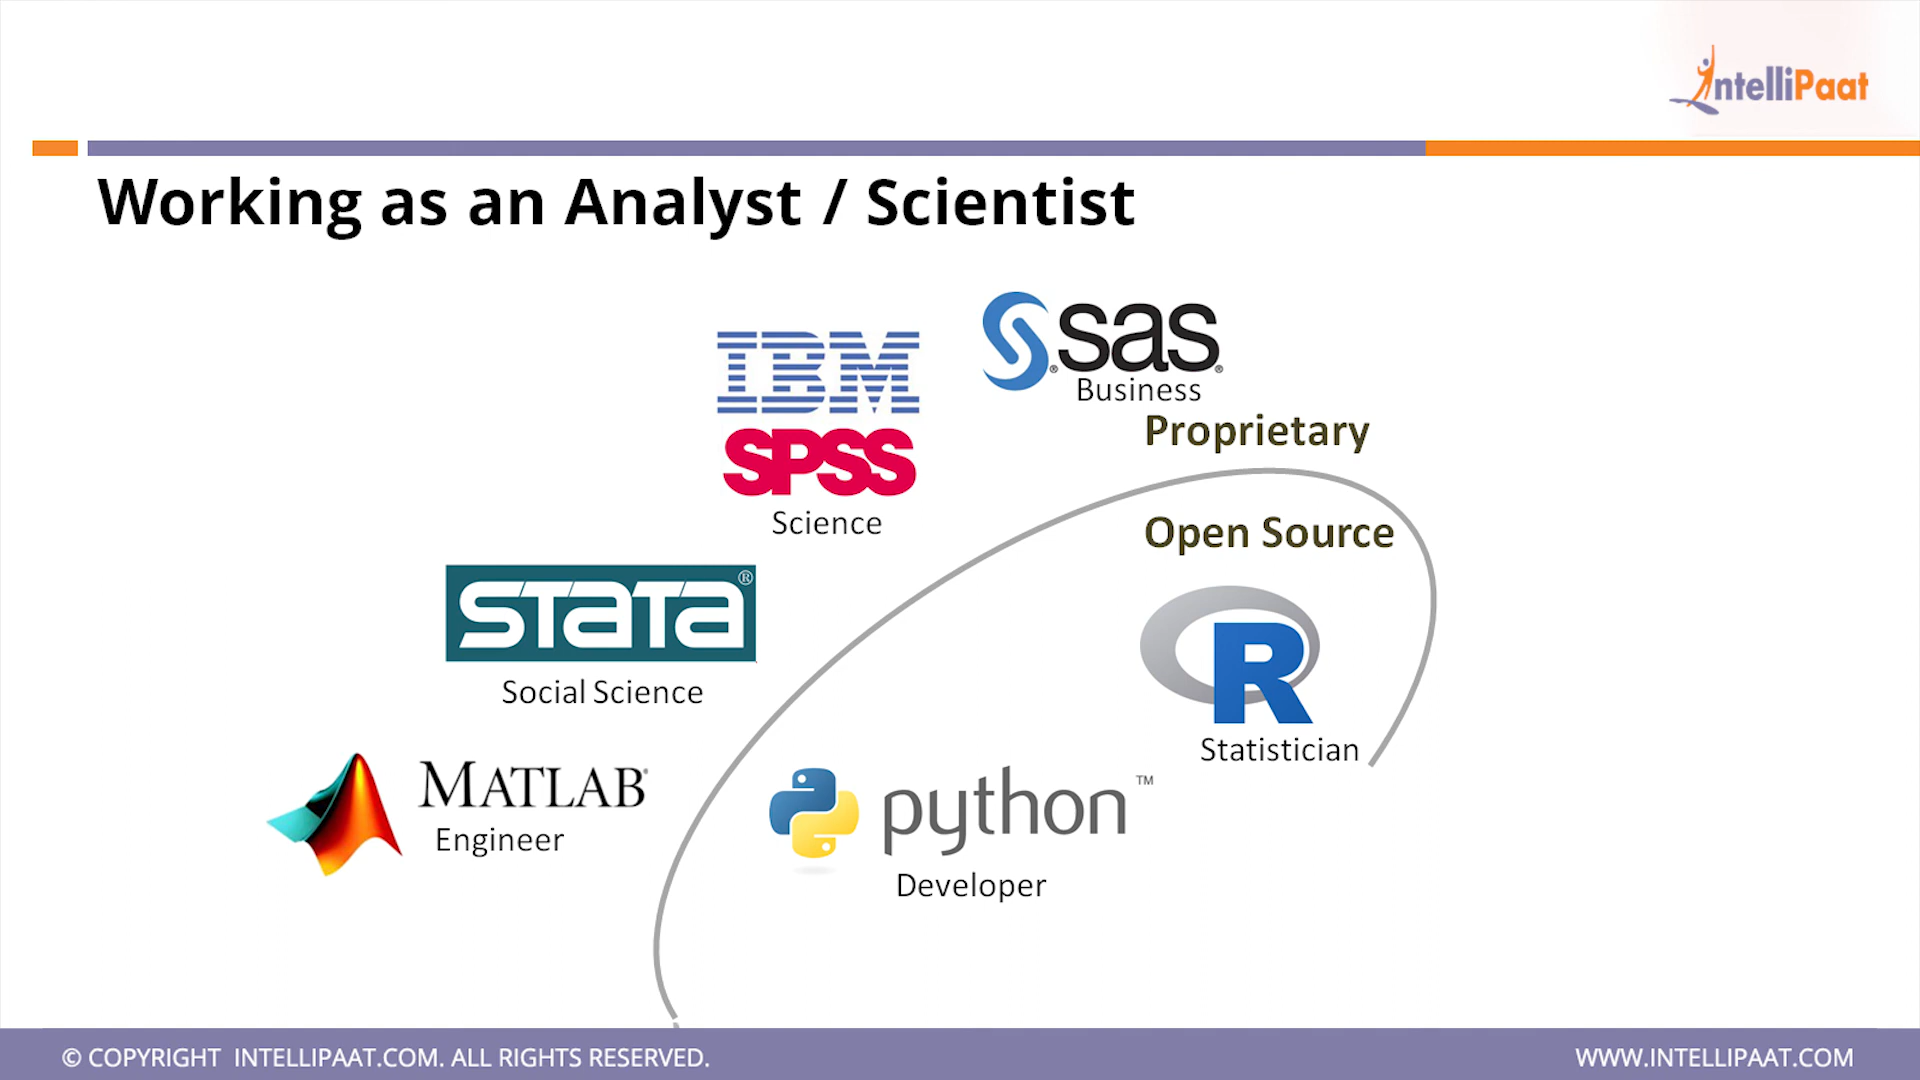 IntelliPaat
Working as an Analyst / Scientist
sas®
Business
IBM
SPSS
Science
Proprietary
Open Source
STATA®
Social Science
R
Statistician
MATLAB®
Engineer
python™
Developer
© COPYRIGHT INTELLIPAAT.COM. ALL RIGHTS RESERVED.
WWW.INTELLIPAAT.COM